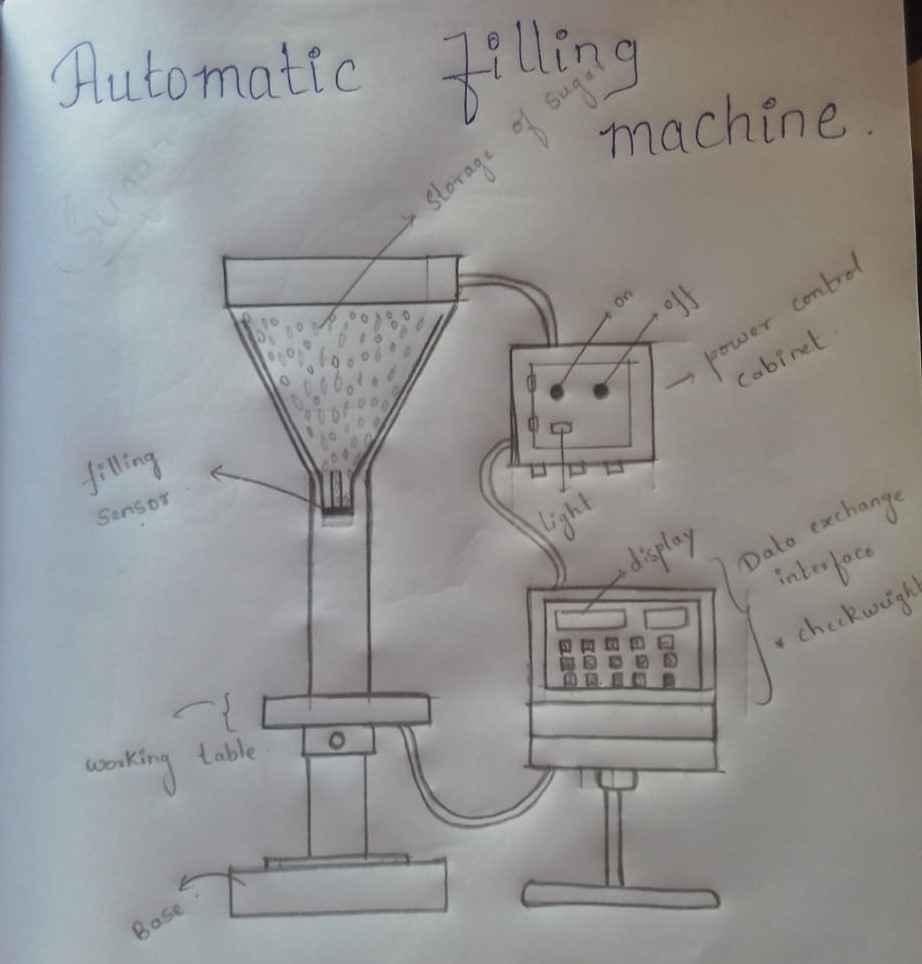 Automatic filling
machine.
Sugar
storage of sugar
on
off
power control
cabinet.
filling
sensor
light
display
Data exchange
interface
* checkweight
working table
Base